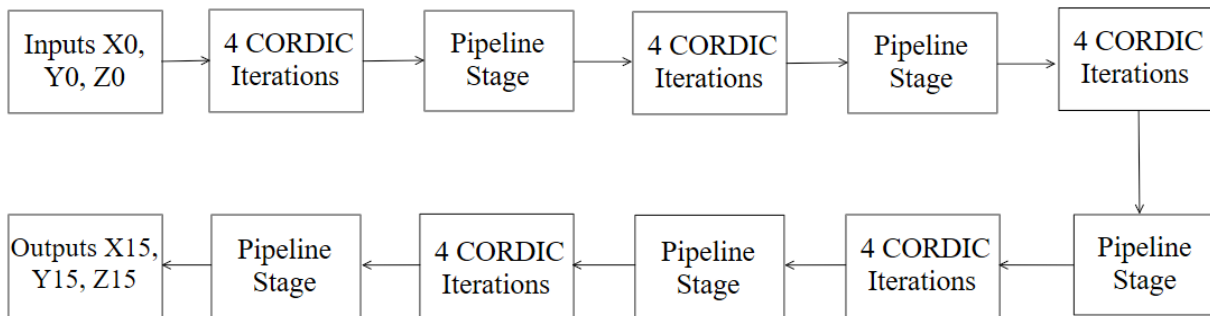 Inputs X0,
Y0, Z0
4 CORDIC
Iterations
Pipeline
Stage
4 CORDIC
Iterations
Pipeline
Stage
4 CORDIC
Iterations
Pipeline
Stage
4 CORDIC
Iterations
Pipeline
Stage
4 CORDIC
Iterations
Pipeline
Stage
Outputs X15,
Y15, Z15